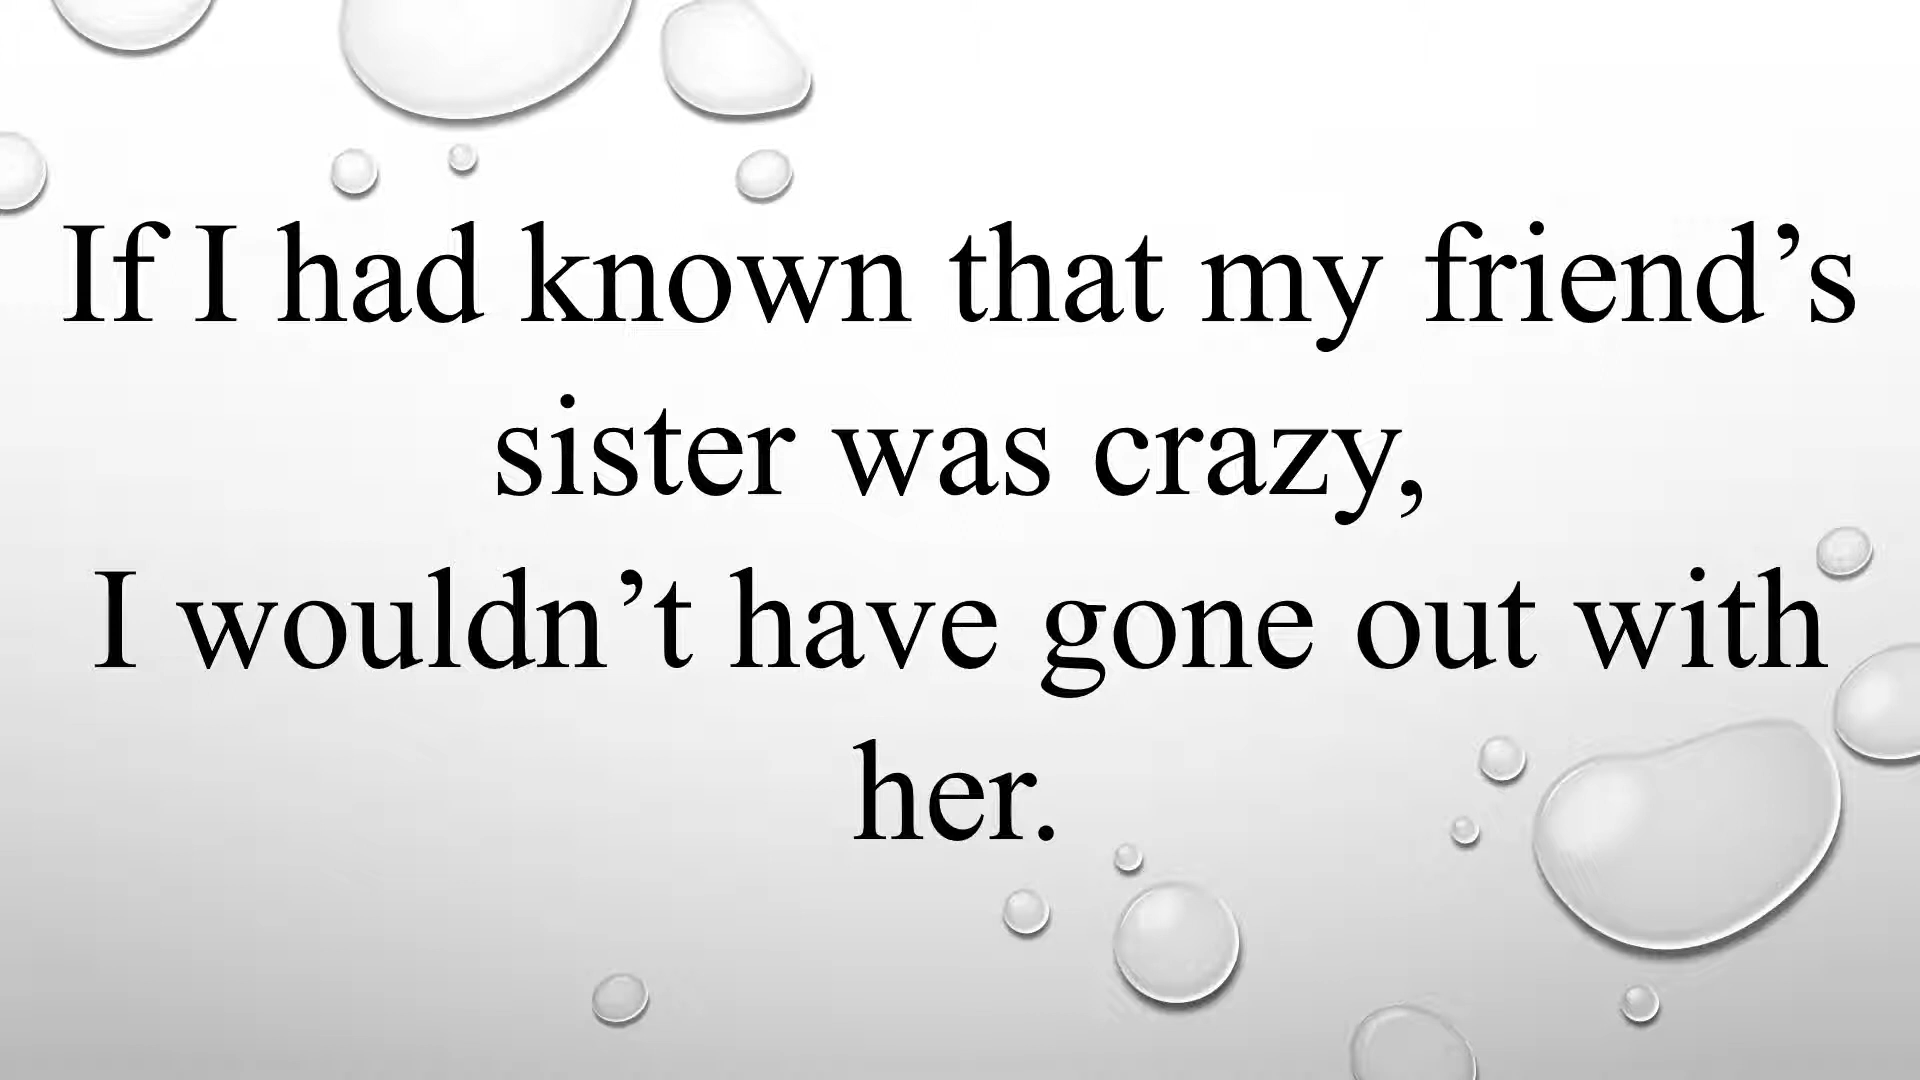 If I had known that my friend’s
sister was crazy,
I wouldn’t have gone out with
her.